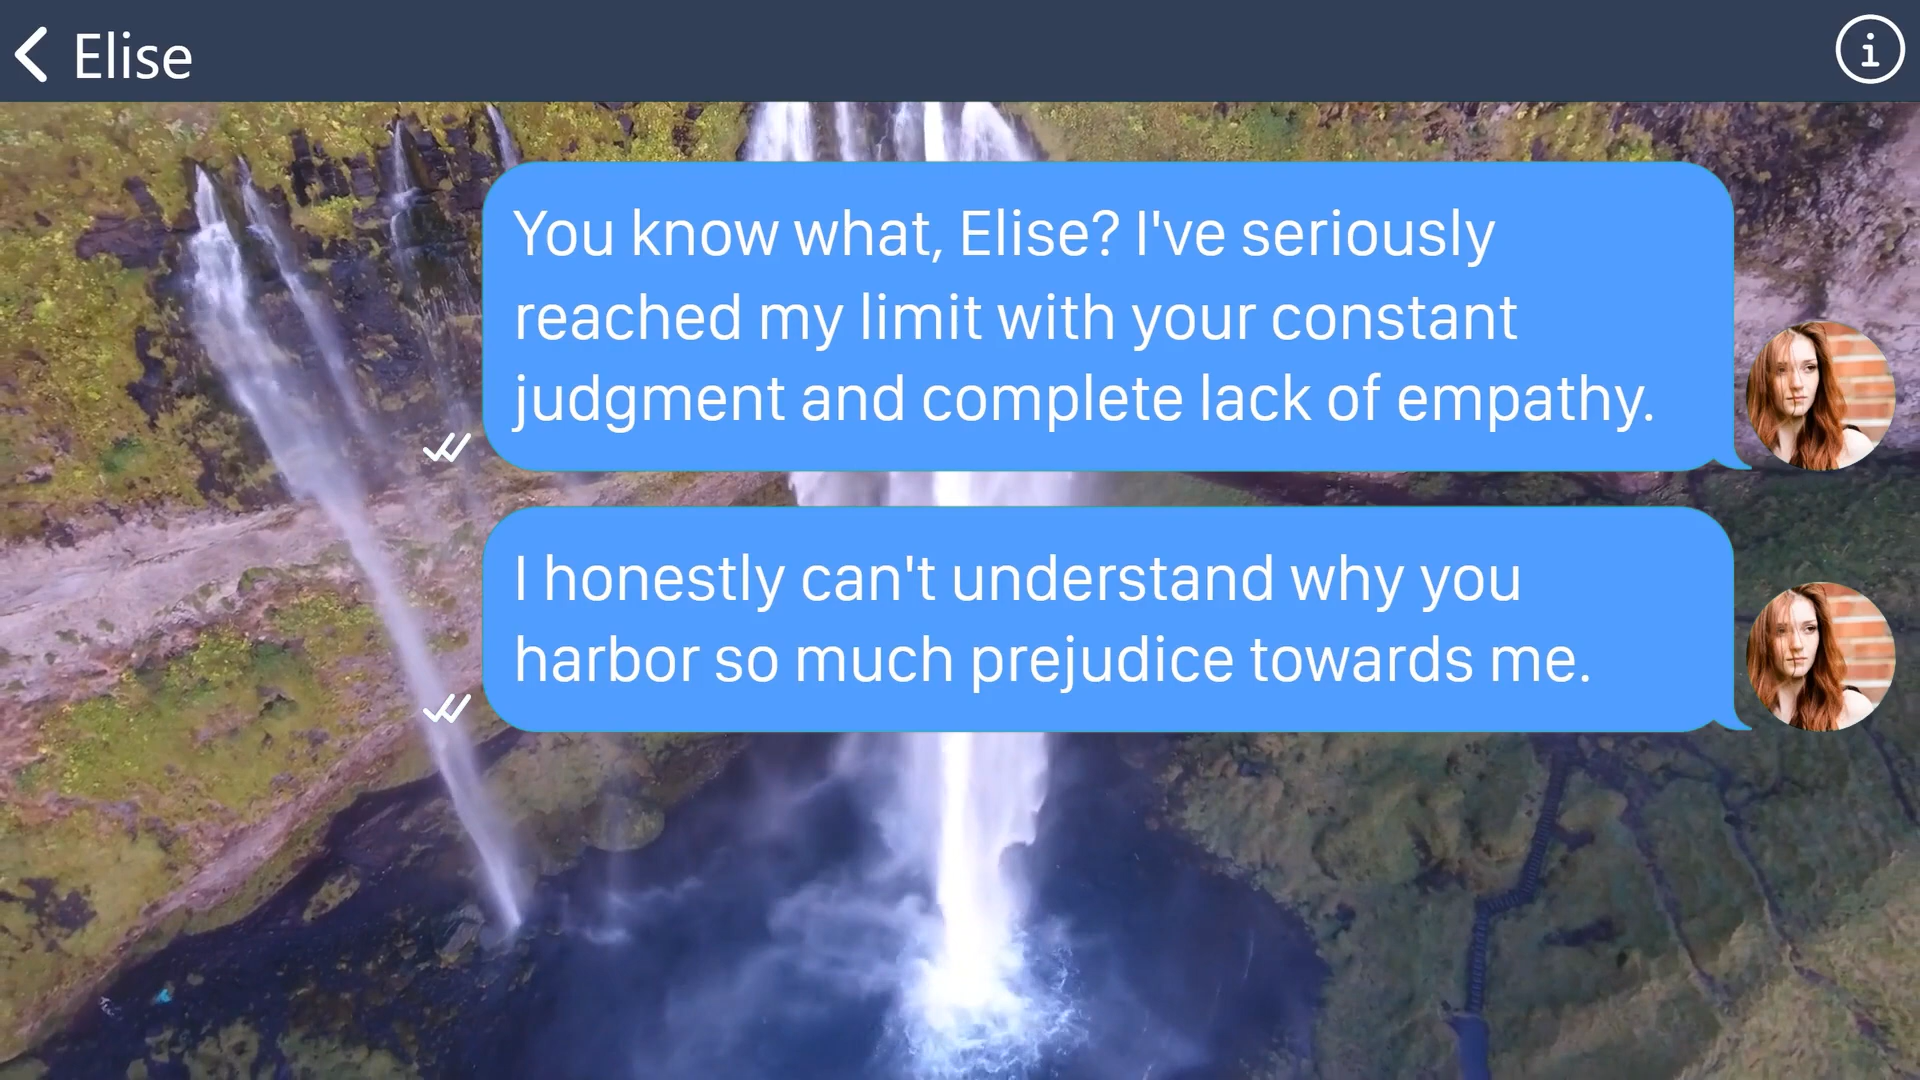 Elise
You know what, Elise? I've seriously
reached my limit with your constant
judgment and complete lack of empathy.
I honestly can't understand why you
harbor so much prejudice towards me.